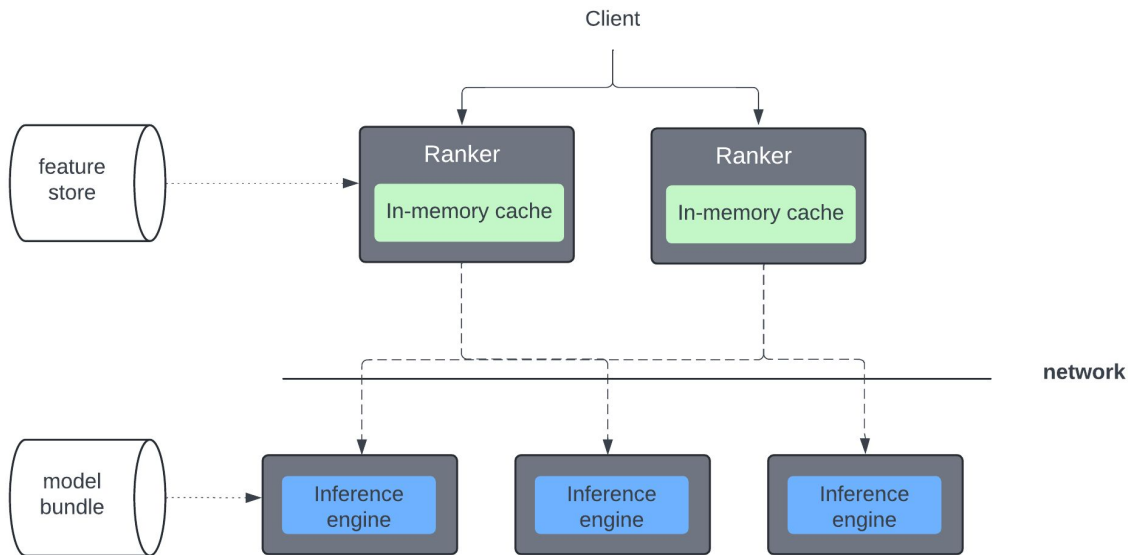 Client
feature
store
Ranker
In-memory cache
Ranker
In-memory cache
network
model
bundle
Inference
engine
Inference
engine
Inference
engine